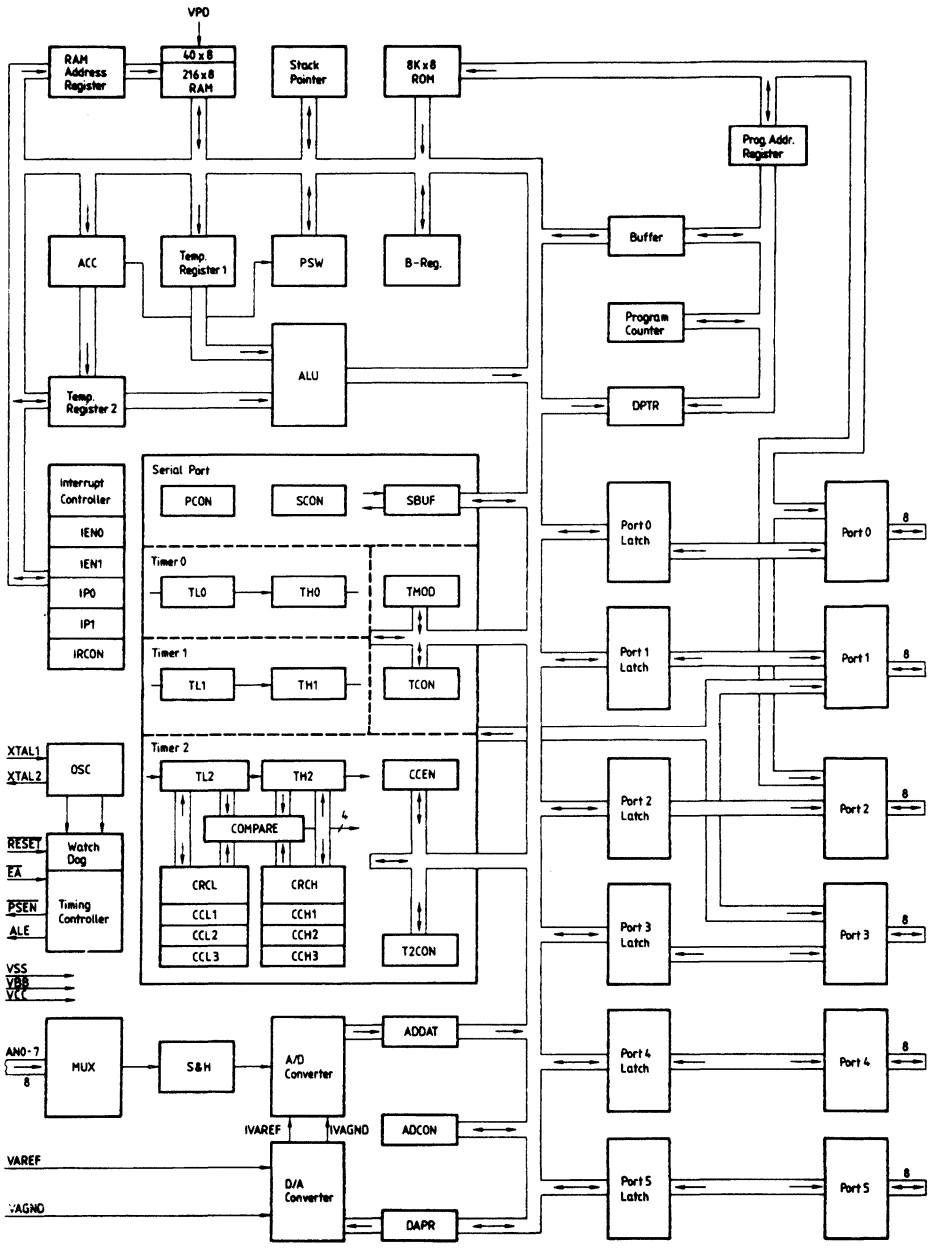 VPD
RAM
Address
Register
40 x 8
216 x 8
RAM
Stack
Pointer
8K x 8
ROM
Prog. Addr.
Register
ACC
Temp.
Register 1
PSW
B-Reg.
Buffer
Program
Counter
ALU
Temp.
Register 2
DPTR
Interrupt
Controller
IEN0
IEN1
IP0
IP1
IRCON
Serial Port
PCON
SCON
SBUF
Timer 0
TL0
TH0
TMOD
Timer 1
TL1
TH1
TCON
Timer 2
TL2
TH2
CCEN
COMPARE
4
CRCL
CCL1
CCL2
CCL3
CRCH
CCH1
CCH2
CCH3
T2CON
Port 0
Latch
Port 0
8
Port 1
Latch
Port 1
8
Port 2
Latch
Port 2
8
Port 3
Latch
Port 3
8
Port 4
Latch
Port 4
8
Port 5
Latch
Port 5
8
XTAL1
XTAL2
OSC
RESET
EA
PSEN
ALE
Watch
Dog
Timing
Controller
VSS
VBB
VCC
AN0-7
8
MUX
S&H
A/D
Converter
ADDAT
IVAREF
IVAGND
ADCON
VAREF
VAGND
D/A
Converter
DAPR